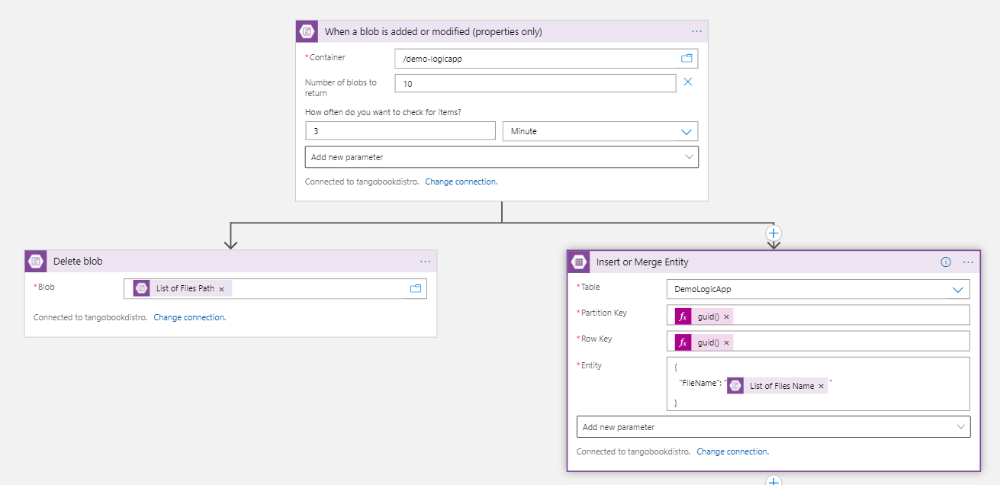 When a blob is added or modified (properties only)
...
*Container
/demo-logicapp
Number of blobs to
return
10
How often do you want to check for items?
3
Minute
Add new parameter
Connected to tangobookdistro. Change connection.
Delete blob
...
*Blob
List of Files Path ×
Connected to tangobookdistro. Change connection.
Insert or Merge Entity
...
*Table
DemoLogicApp
*Partition Key
fx guid() ×
*Row Key
fx guid() ×
*Entity
{
"FileName": " List of Files Name × "
}
Add new parameter
Connected to tangobookdistro. Change connection.